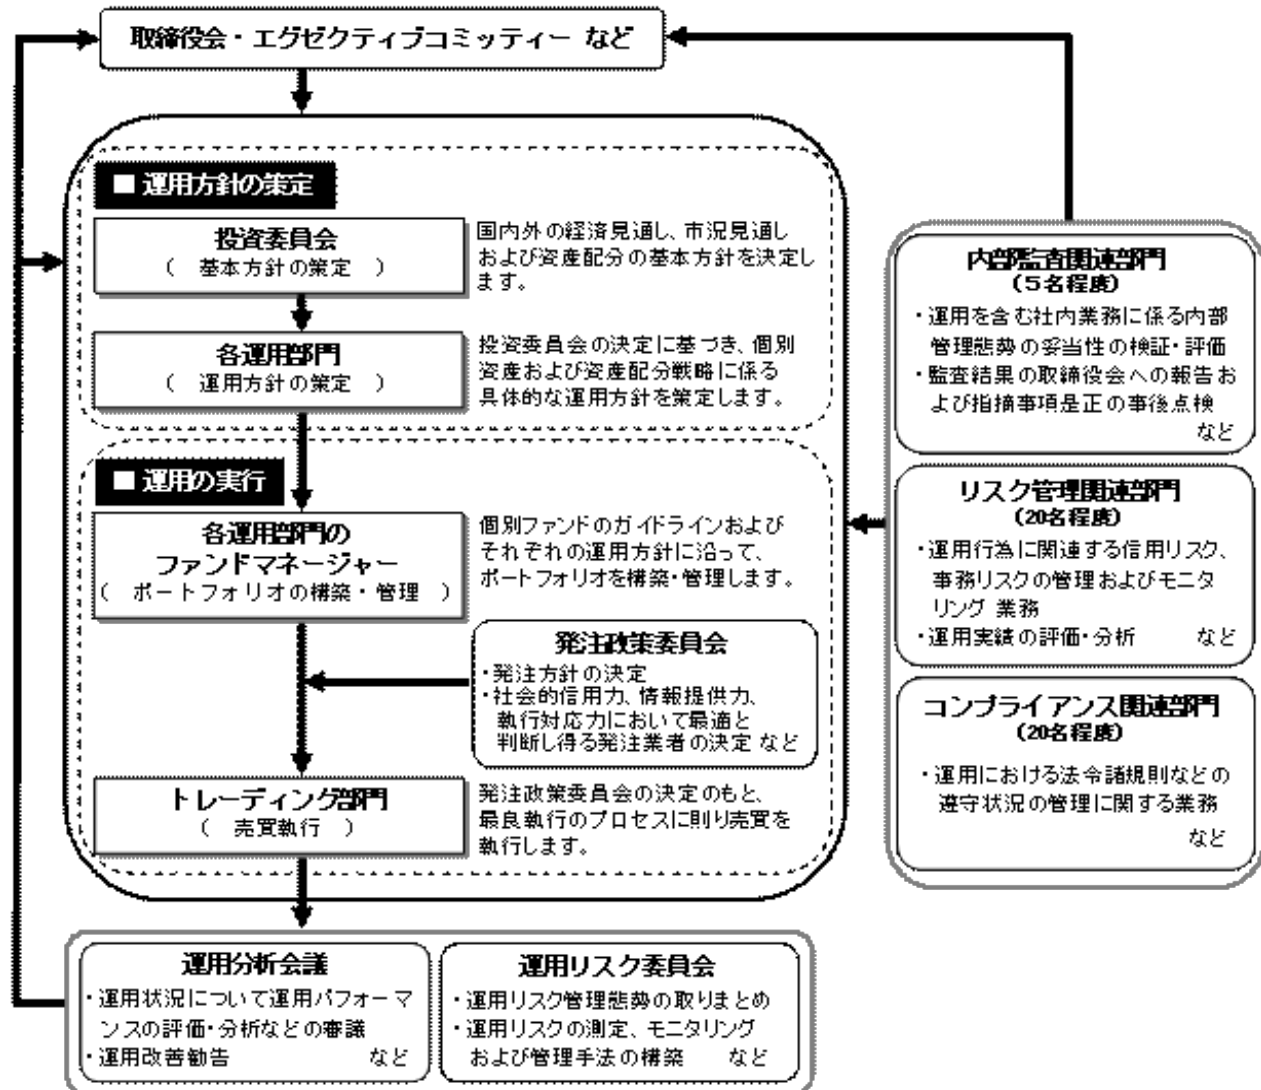 取締役会・エグゼクティブコミッティー など
■ 運用方針の策定
投資委員会
（ 基本方針の策定 ）
国内外の経済見通し、市況見通し
および資産配分の基本方針を決定し
ます。
各運用部門
（ 運用方針の策定 ）
投資委員会の決定に基づき、個別
資産および資産配分戦略に係る
具体的な運用方針を策定します。
■ 運用の実行
各運用部門の
ファンドマネージャー
（ ポートフォリオの構築・管理 ）
個別ファンドのガイドラインおよび
それぞれの運用方針に沿って、
ポートフォリオを構築・管理します。
発注政策委員会
・発注方針の決定
・社会的信用力、情報提供力、
執行対応力において最適と
判断し得る発注業者の決定 など
トレーディング部門
（ 売買執行 ）
発注政策委員会の決定のもと、
最良執行のプロセスに則り売買を
執行します。
内部監査関連部門
（５名程度）
・運用を含む社内業務に係る内部
管理態勢の妥当性の検証・評価
・監査結果の取締役会への報告お
よび指摘事項是正の事後点検
など
リスク管理関連部門
（20名程度）
・運用行為に関連する信用リスク、
事務リスクの管理およびモニタ
リング 業務
・運用実績の評価・分析 など
コンプライアンス関連部門
（20名程度）
・運用における法令諸規則などの
遵守状況の管理に関する業務
など
運用分析会議
・運用状況について運用パフォーマ
ンスの評価・分析などの審議
・運用改善勧告 など
運用リスク委員会
・運用リスク管理態勢の取りまとめ
・運用リスクの測定、モニタリング
および管理手法の構築 など